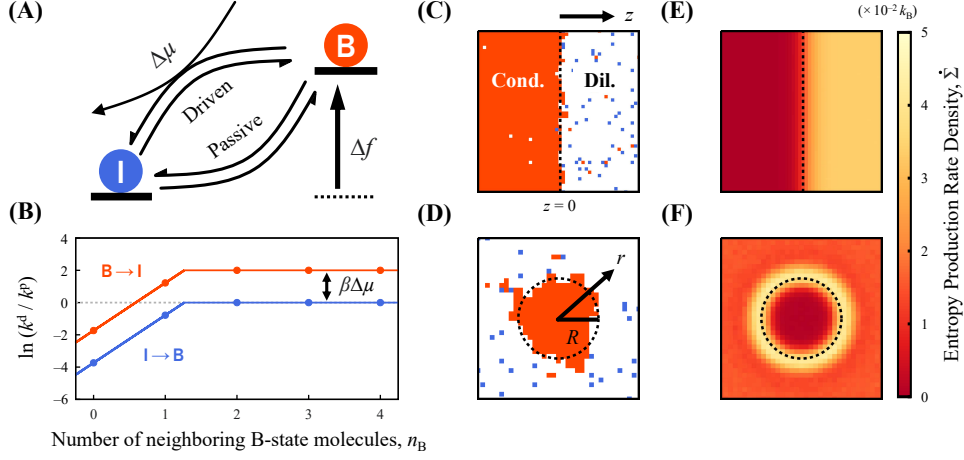 (A)
Δμ
B
Driven
Passive
Δf
I
(B)
ln (k^d / k^p)
4
2
0
−2
−4
−6
B→I
I→B
βΔμ
0
1
2
3
4
Number of neighboring B-state molecules, n_B
(C)
z
Cond.
Dil.
z = 0
(D)
r
R
(E)
(F)
(× 10⁻² k_B)
5
4
3
2
1
0
Entropy Production Rate Density, Σ̇